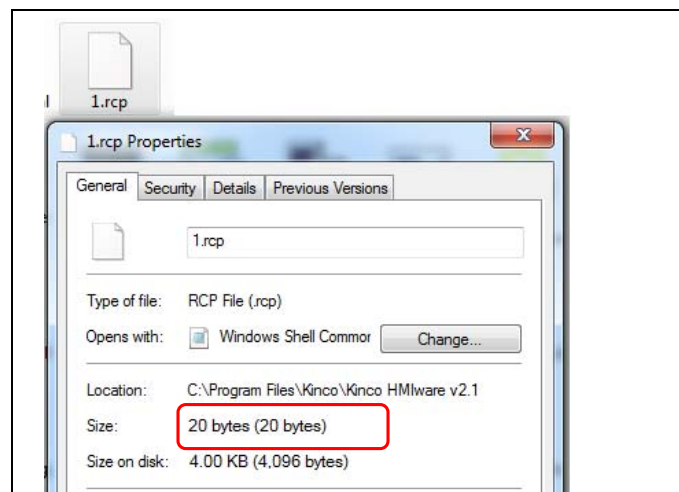 1.rcp
1.rcp Properties
General Security Details Previous Versions
1.rcp
Type of file: RCP File (.rcp)
Opens with: Windows Shell Commor Change...
Location: C:\Program Files\Kinco\Kinco HMIware v2.1
Size: 20 bytes (20 bytes)
Size on disk: 4.00 KB (4,096 bytes)